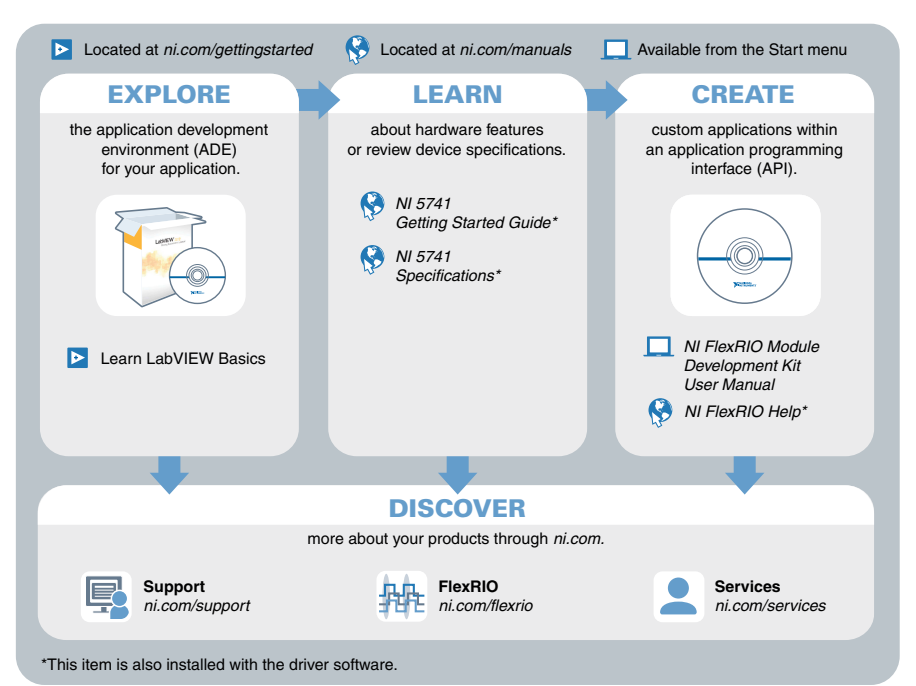 Located at ni.com/gettingstarted
Located at ni.com/manuals
Available from the Start menu
EXPLORE
the application development
environment (ADE)
for your application.
LabVIEW
Learn LabVIEW Basics
LEARN
about hardware features
or review device specifications.
NI 5741
Getting Started Guide*
NI 5741
Specifications*
CREATE
custom applications within
an application programming
interface (API).
NI FlexRIO Module
Development Kit
User Manual
NI FlexRIO Help*
DISCOVER
more about your products through ni.com.
Support
ni.com/support
FlexRIO
ni.com/flexrio
Services
ni.com/services
*This item is also installed with the driver software.